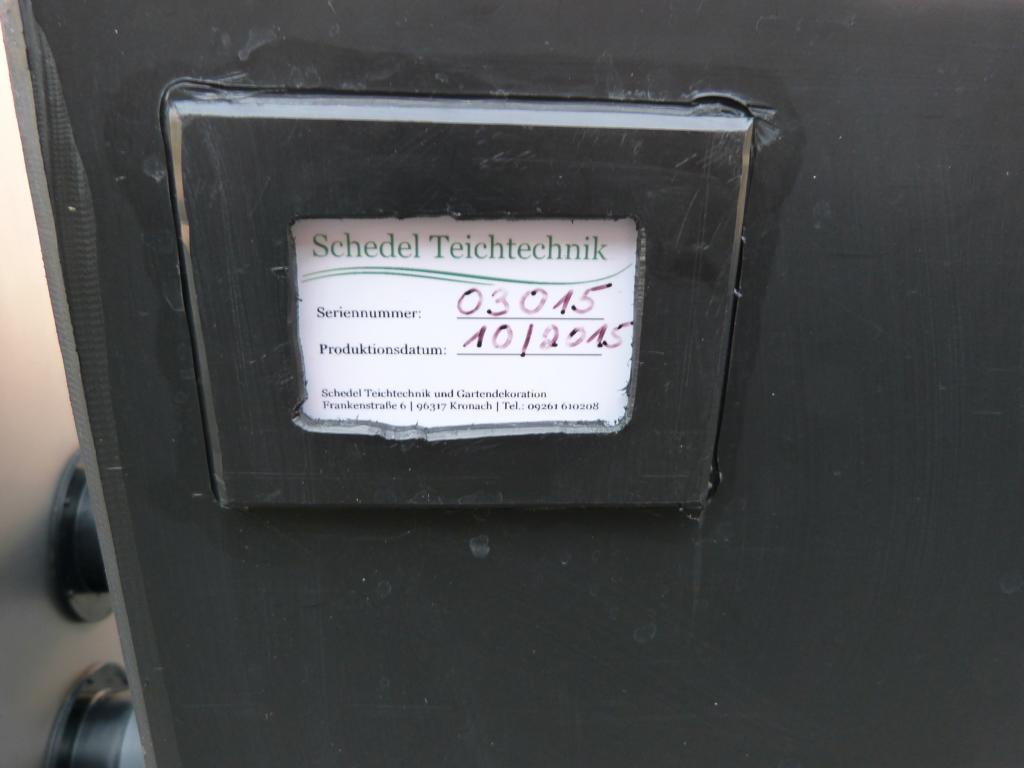 Schedel Teichtechnik
Seriennummer: 03015
Produktionsdatum: 10/2015
Schedel Teichtechnik und Gartendekoration
Frankenstraße 6 | 96317 Kronach | Tel.: 09261 610208